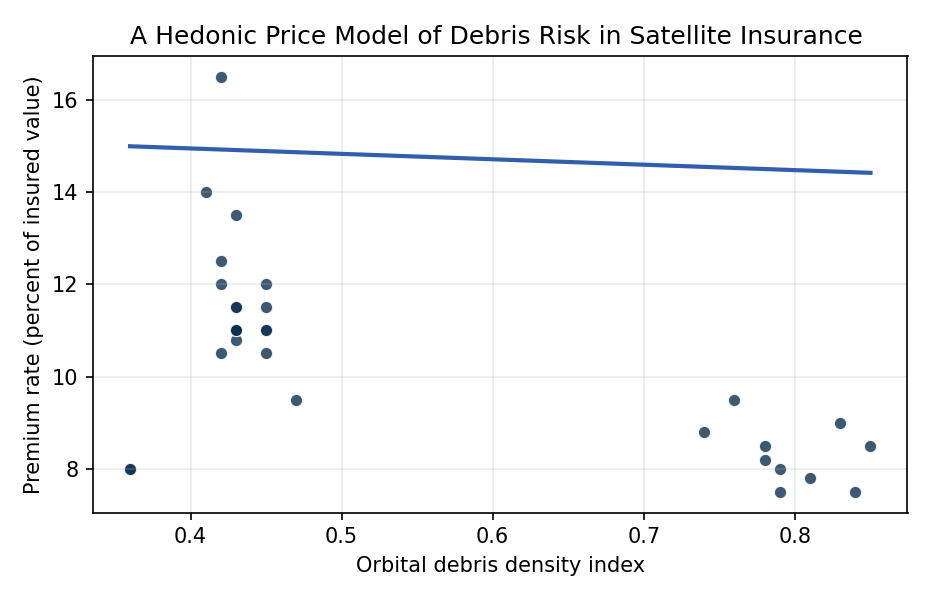 A Hedonic Price Model of Debris Risk in Satellite Insurance
Premium rate (percent of insured value)
16
14
12
10
8
0.4 0.5 0.6 0.7 0.8
Orbital debris density index